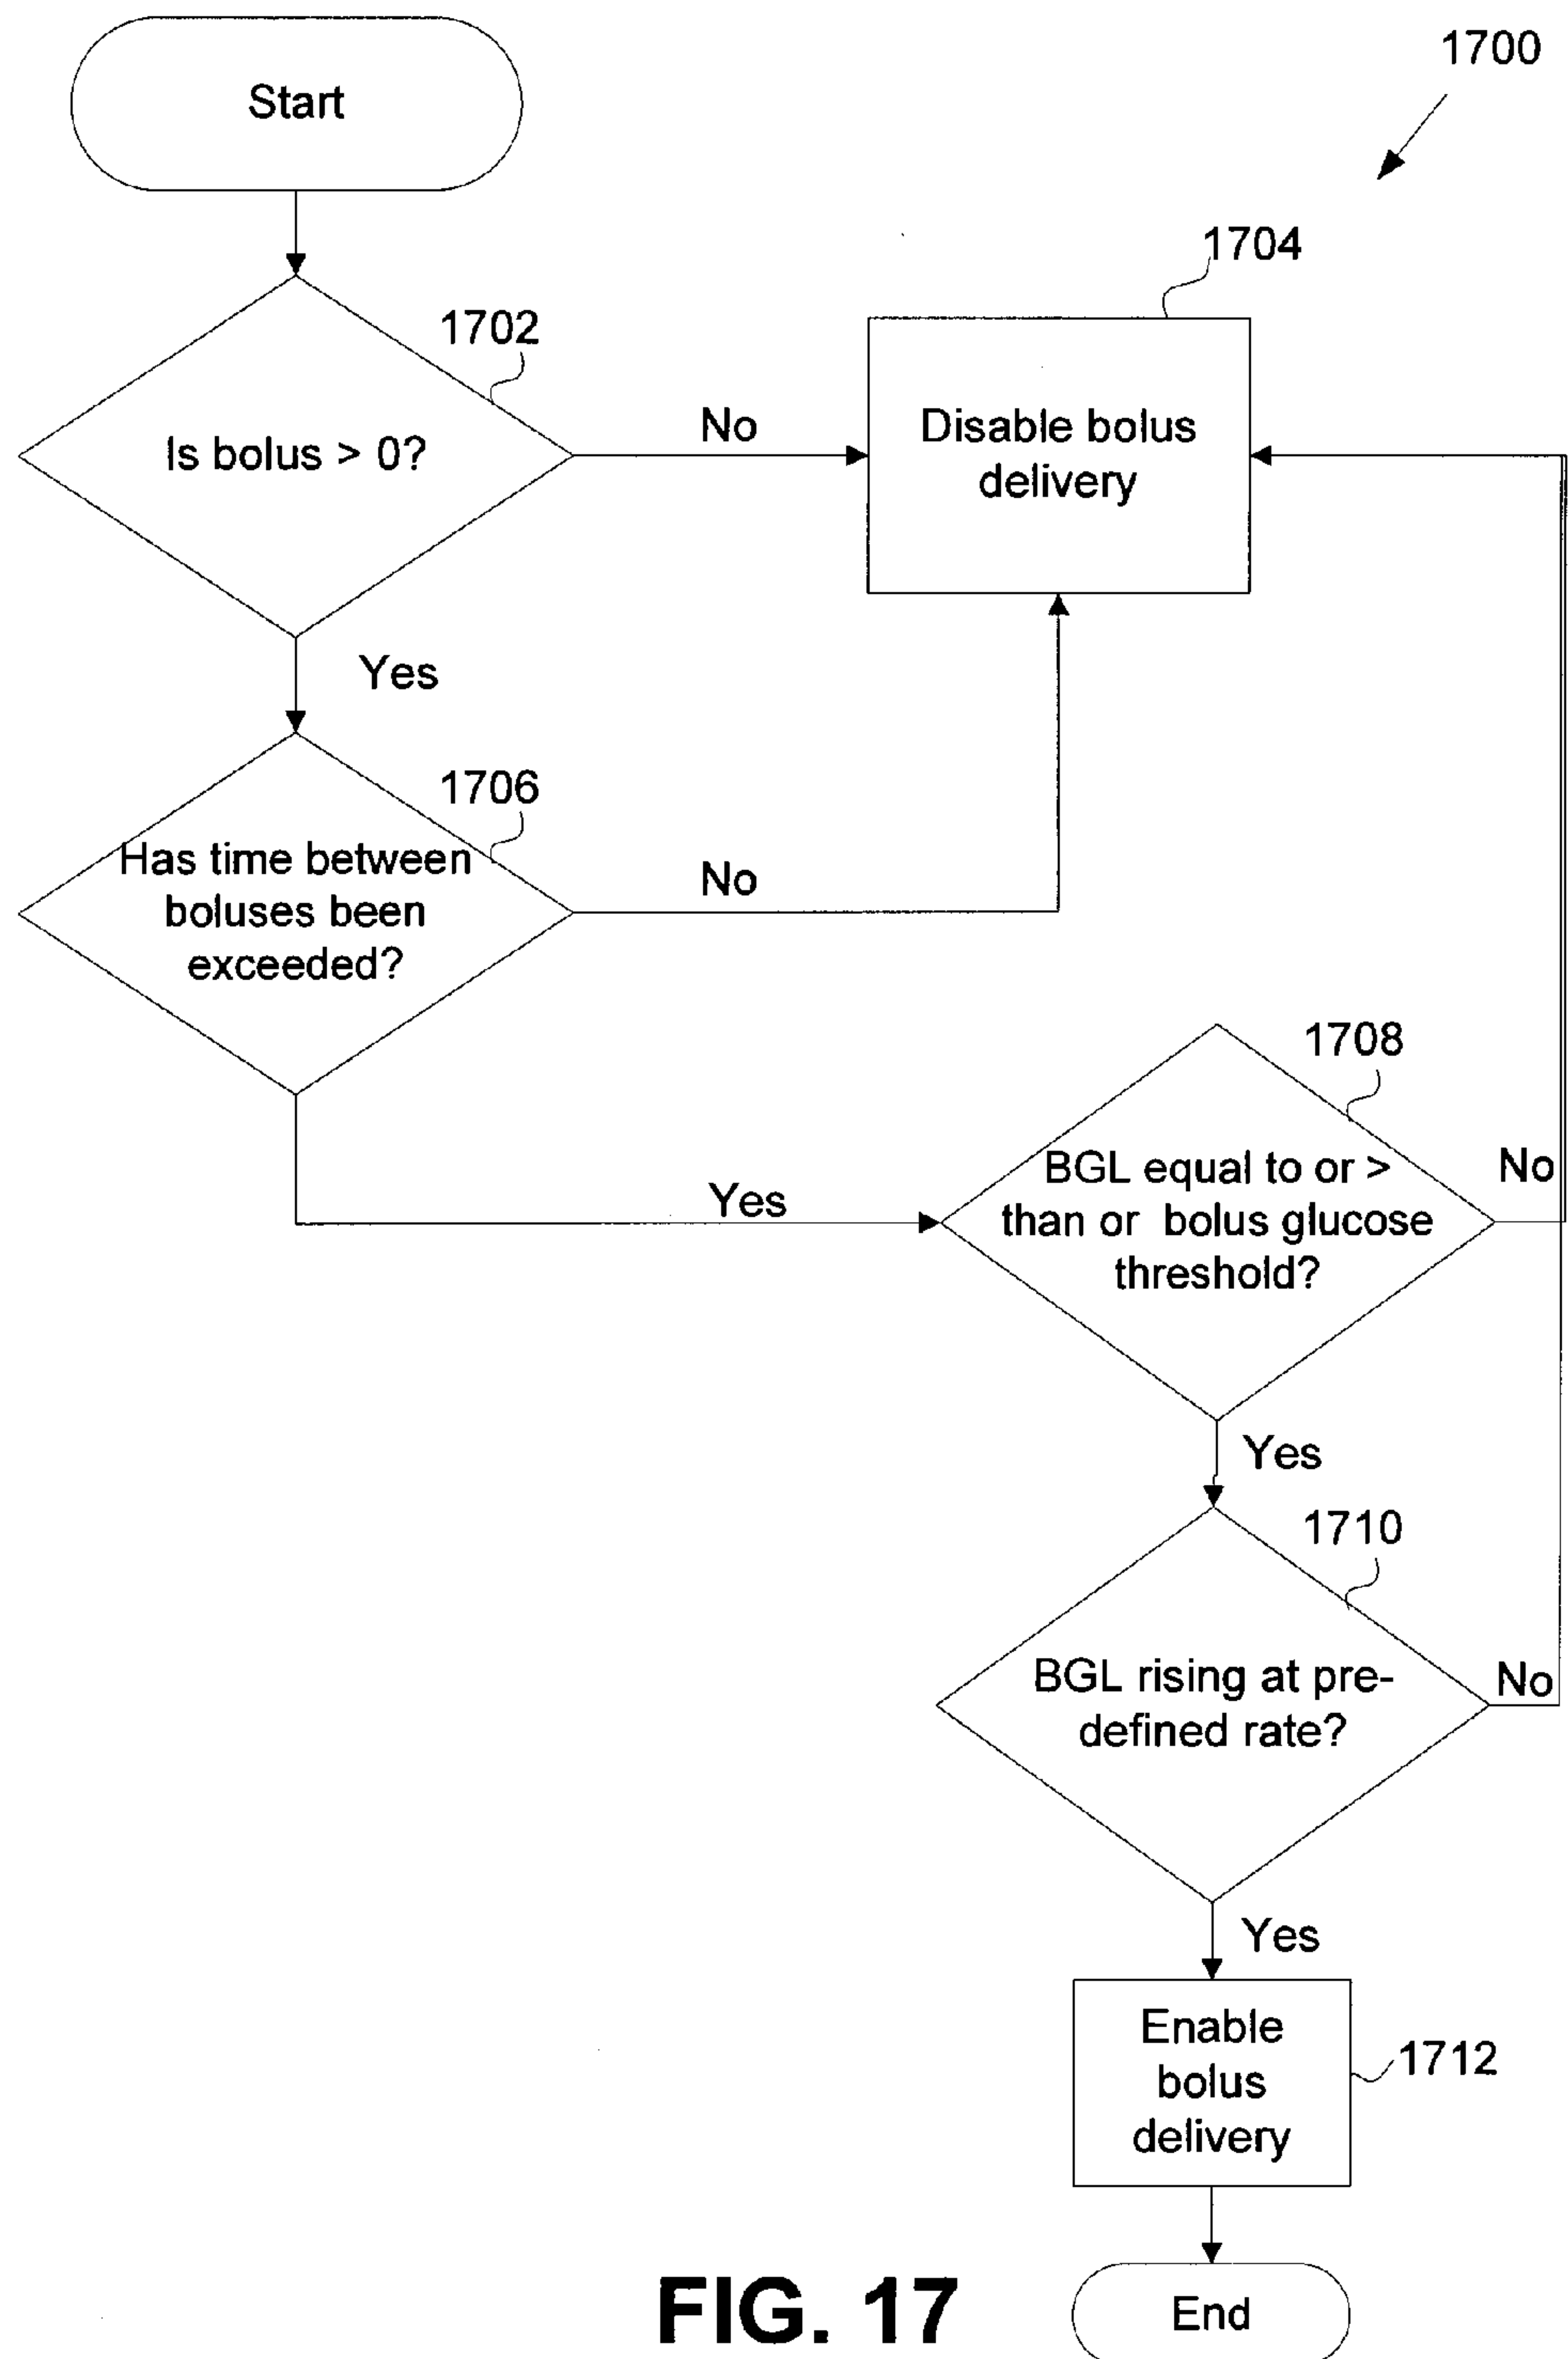 Start
1700
1704
1702
Is bolus > 0?
No
Disable bolus
delivery
Yes
1706
Has time between
boluses been
exceeded?
No
1708
Yes
BGL equal to or >
than or bolus glucose
threshold?
No
Yes
1710
BGL rising at pre-
defined rate?
No
Yes
Enable
bolus
delivery
1712
End
FIG. 17